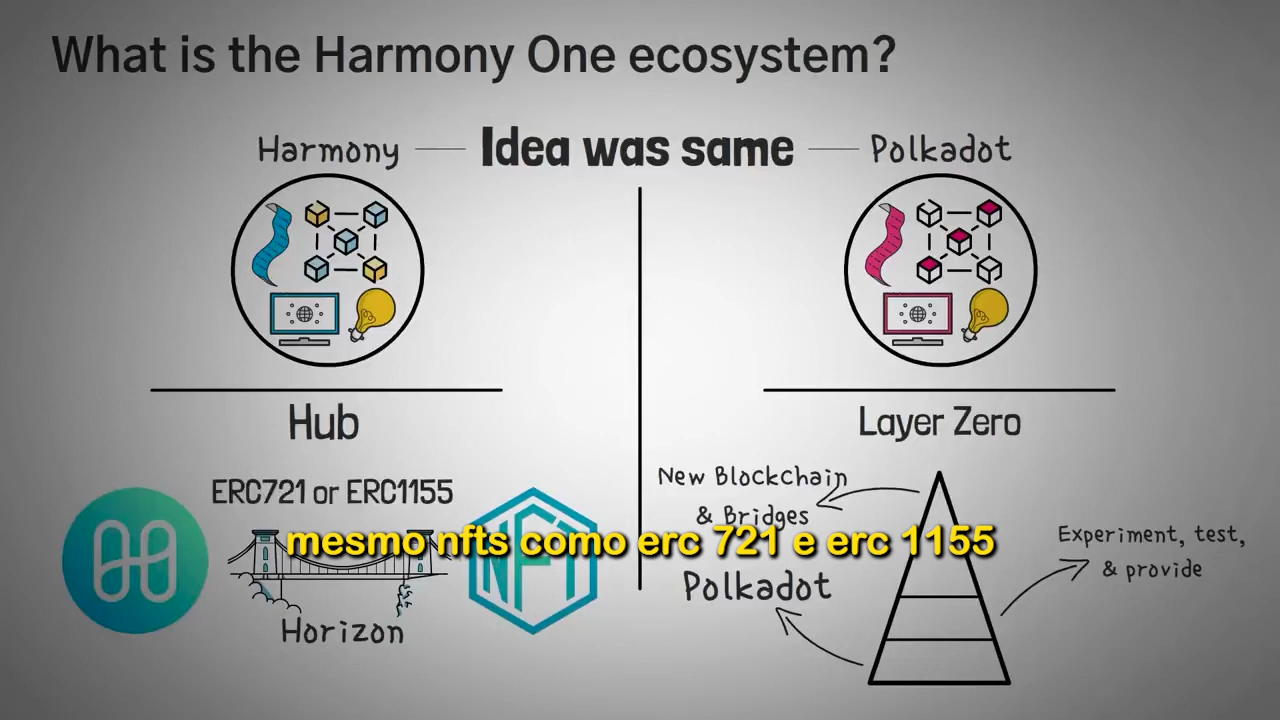 What is the Harmony One ecosystem?
Harmony
Idea was same
Polkadot
Hub
Layer Zero
ERC721 or ERC1155
NFT
Horizon
New Blockchain
& Bridges
Polkadot
Experiment, test,
& provide
mesmo nfts como erc 721 e erc 1155